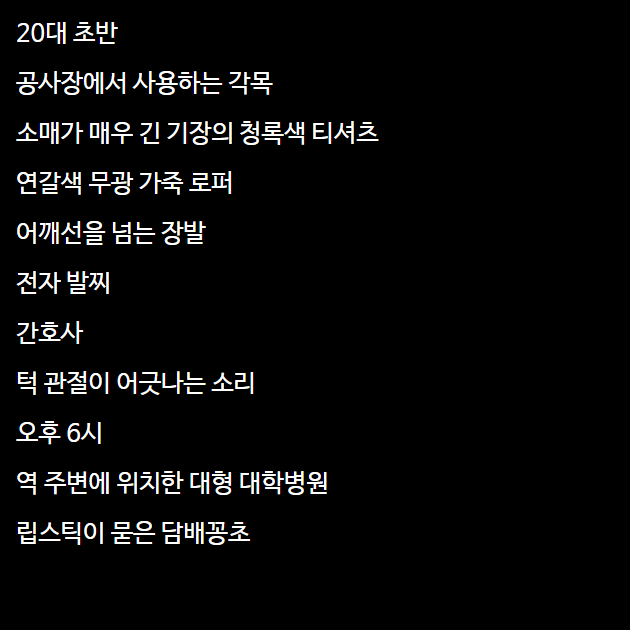 20대 초반
공사장에서 사용하는 각목
소매가 매우 긴 기장의 청록색 티셔츠
연갈색 무광 가죽 로퍼
어깨선을 넘는 장발
전자 발찌
간호사
턱 관절이 어긋나는 소리
오후 6시
역 주변에 위치한 대형 대학병원
립스틱이 묻은 담배꽁초